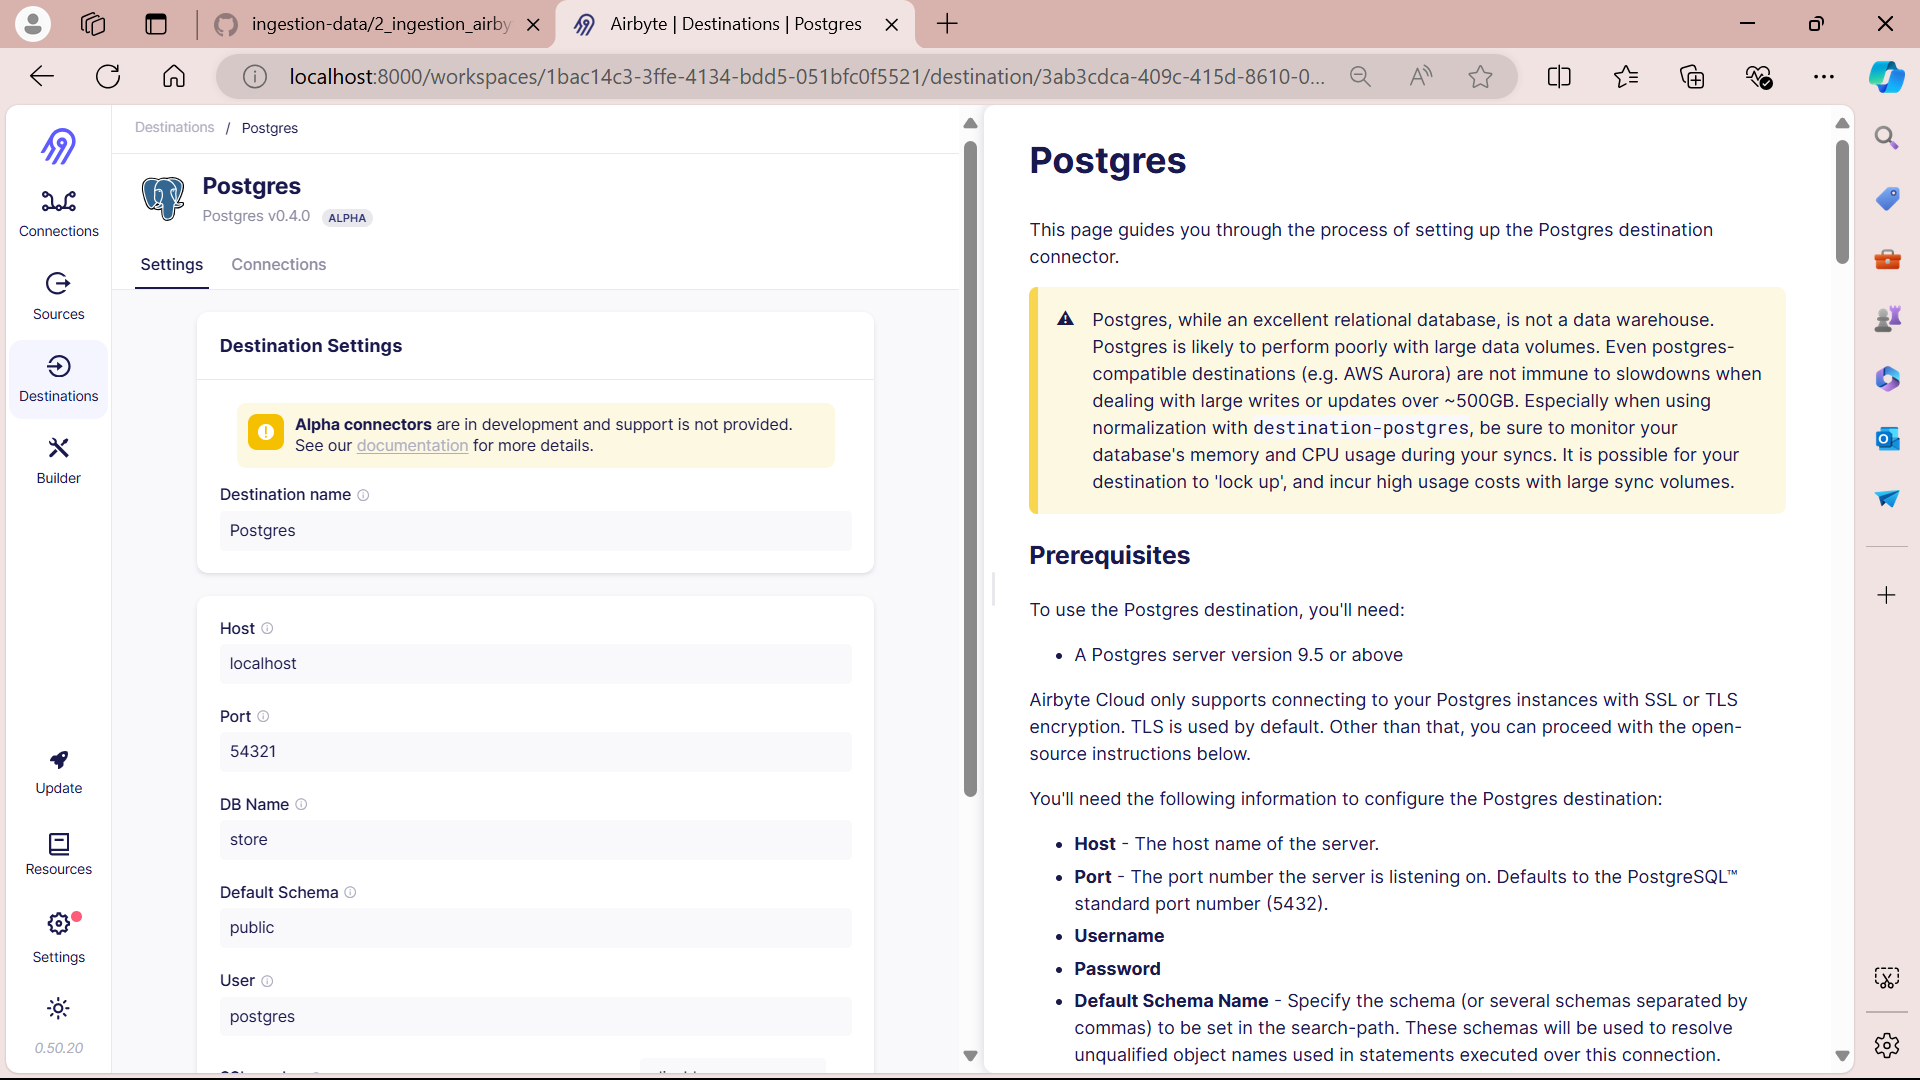 ingestion-data/2_ingestion_airby
Airbyte | Destinations | Postgres
localhost:8000/workspaces/1bac14c3-3ffe-4134-bdd5-051bfc0f5521/destination/3ab3cdca-409c-415d-8610-0...
Connections
Sources
Destinations
Builder
Update
Resources
Settings
0.50.20
Destinations / Postgres
Postgres
Postgres v0.4.0 ALPHA
Settings Connections
Destination Settings
Alpha connectors are in development and support is not provided.
See our documentation for more details.
Destination name
Postgres
Host
localhost
Port
54321
DB Name
store
Default Schema
public
User
postgres
Postgres
This page guides you through the process of setting up the Postgres destination
connector.
Postgres, while an excellent relational database, is not a data warehouse.
Postgres is likely to perform poorly with large data volumes. Even postgres-
compatible destinations (e.g. AWS Aurora) are not immune to slowdowns when
dealing with large writes or updates over ~500GB. Especially when using
normalization with destination-postgres, be sure to monitor your
database's memory and CPU usage during your syncs. It is possible for your
destination to 'lock up', and incur high usage costs with large sync volumes.
Prerequisites
To use the Postgres destination, you'll need:
• A Postgres server version 9.5 or above
Airbyte Cloud only supports connecting to your Postgres instances with SSL or TLS
encryption. TLS is used by default. Other than that, you can proceed with the open-
source instructions below.
You'll need the following information to configure the Postgres destination:
• Host - The host name of the server.
• Port - The port number the server is listening on. Defaults to the PostgreSQL™
standard port number (5432).
• Username
• Password
• Default Schema Name - Specify the schema (or several schemas separated by
commas) to be set in the search-path. These schemas will be used to resolve
unqualified object names used in statements executed over this connection.